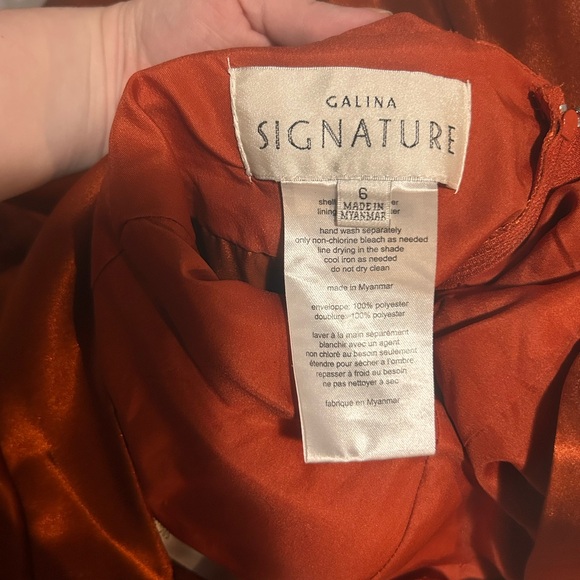 GALINA
SIGNATURE
6
MADE IN
MYANMAR
shell er
lining er
hand wash separately
only non-chlorine bleach as needed
line drying in the shade
cool iron as needed
do not dry clean
made in Myanmar
enveloppe: 100% polyester
doublure: 100% polyester
laver à la main séparément
blanchir avec un agent
non chloré au besoin seulement
étendre pour sécher à l'ombre
repasser à froid au besoin
ne pas nettoyer à sec
fabriqué en Myanmar